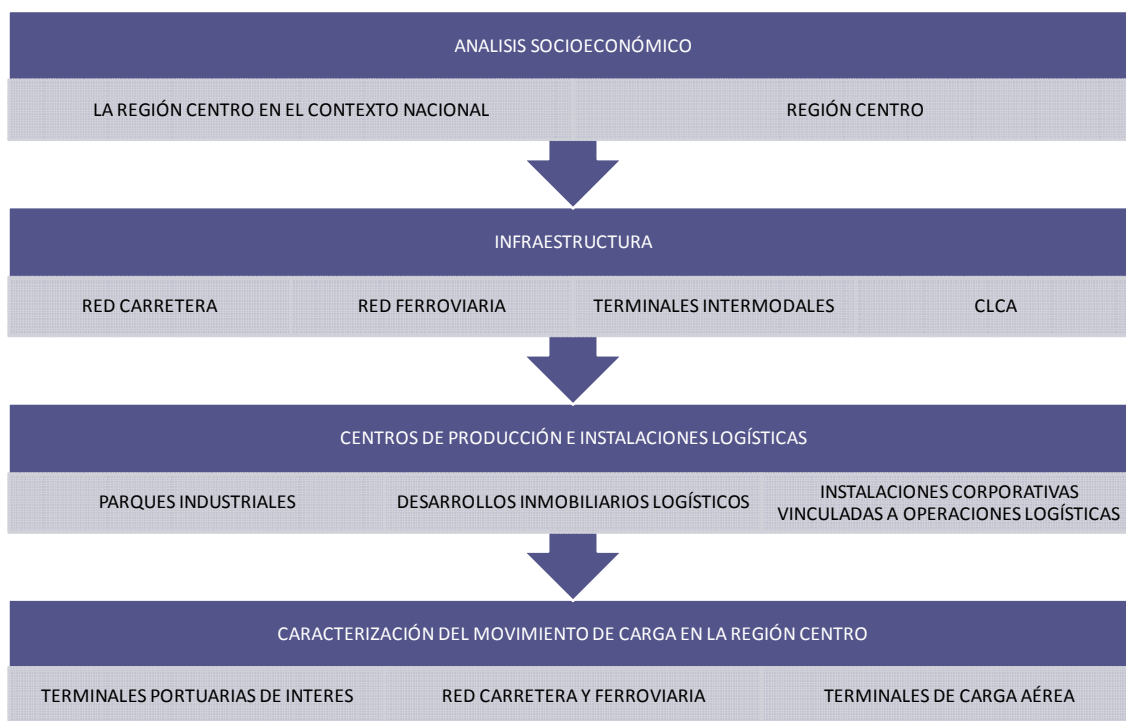 ANALISIS SOCIOECONÓMICO
LA REGIÓN CENTRO EN EL CONTEXTO NACIONAL
REGIÓN CENTRO
INFRAESTRUCTURA
RED CARRETERA
RED FERROVIARIA
TERMINALES INTERMODALES
CLCA
CENTROS DE PRODUCCIÓN E INSTALACIONES LOGÍSTICAS
PARQUES INDUSTRIALES
DESARROLLOS INMOBILIARIOS LOGÍSTICOS
INSTALACIONES CORPORATIVAS
VINCULADAS A OPERACIONES LOGÍSTICAS
CARACTERIZACIÓN DEL MOVIMIENTO DE CARGA EN LA REGIÓN CENTRO
TERMINALES PORTUARIAS DE INTERES
RED CARRETERA Y FERROVIARIA
TERMINALES DE CARGA AÉREA